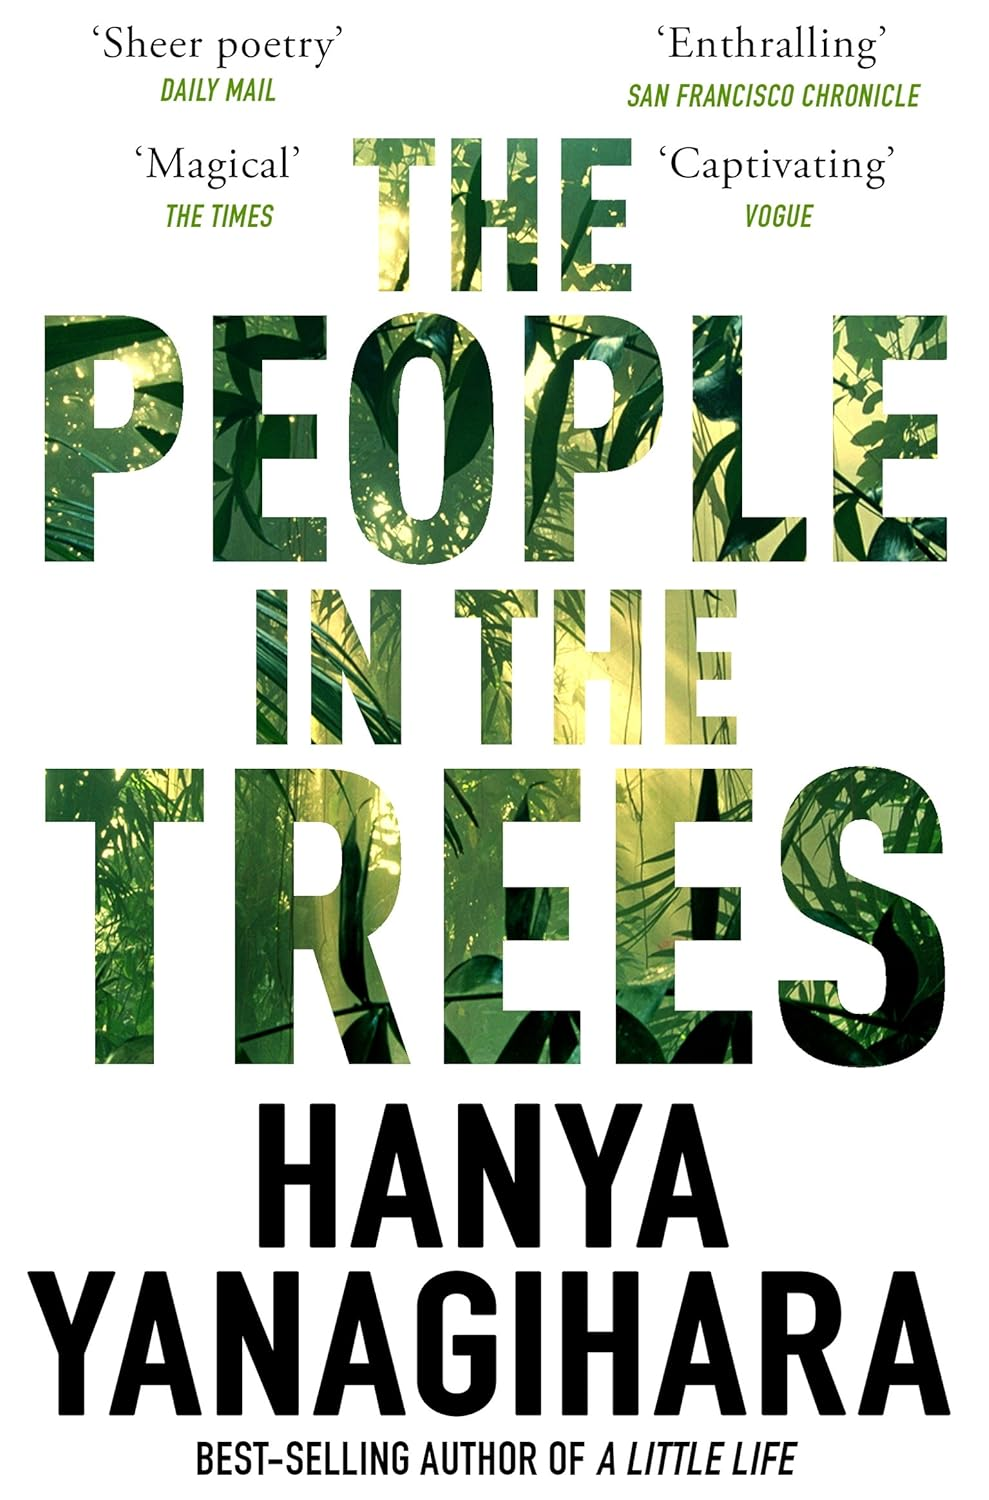 ‘Sheer poetry’
DAILY MAIL
‘Enthralling’
SAN FRANCISCO CHRONICLE
‘Magical’
THE TIMES
‘Captivating’
VOGUE
THE
PEOPLE
IN THE
TREES
HANYA
YANAGIHARA
BEST-SELLING AUTHOR OF A LITTLE LIFE